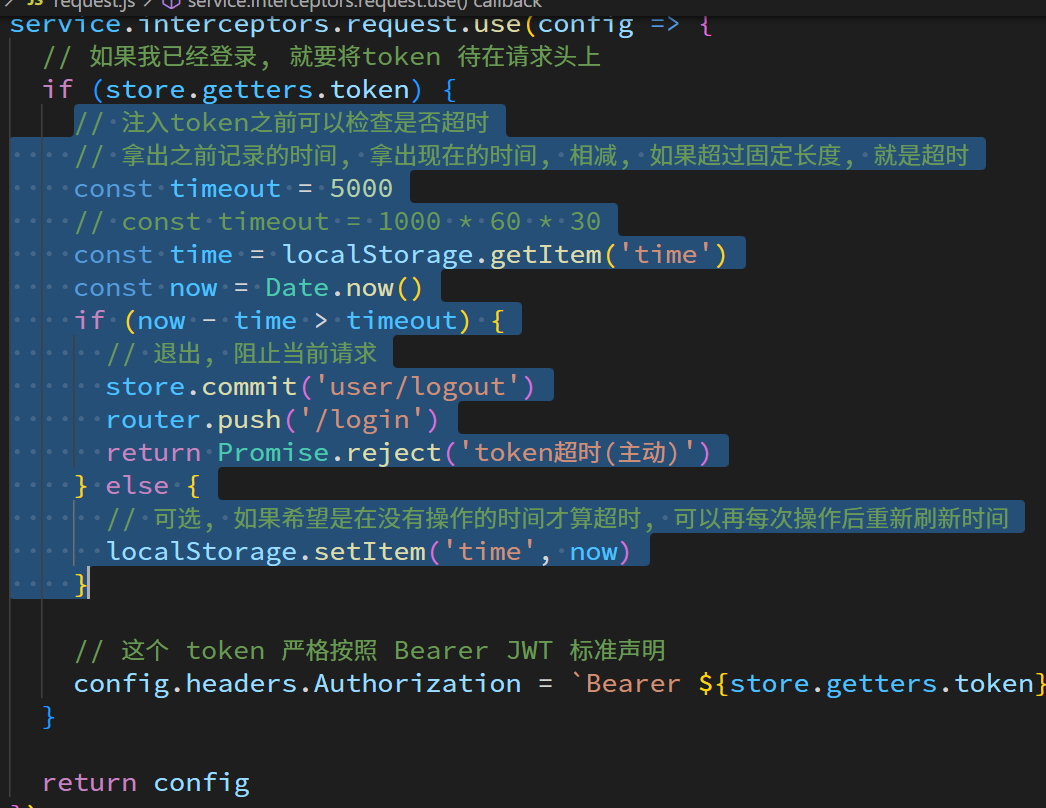 request.js > service.interceptors.request.use() callback
service.interceptors.request.use(config => {
// 如果我已经登录, 就要将token 待在请求头上
if (store.getters.token) {
// 注入token之前可以检查是否超时
// 拿出之前记录的时间, 拿出现在的时间, 相减, 如果超过固定长度, 就是超时
const timeout = 5000
// const timeout = 1000 * 60 * 30
const time = localStorage.getItem('time')
const now = Date.now()
if (now - time > timeout) {
// 退出, 阻止当前请求
store.commit('user/logout')
router.push('/login')
return Promise.reject('token超时(主动)')
} else {
// 可选, 如果希望是在没有操作的时间才算超时, 可以再每次操作后重新刷新时间
localStorage.setItem('time', now)
}
// 这个 token 严格按照 Bearer JWT 标准声明
config.headers.Authorization = `Bearer ${store.getters.token}
}
return config
})